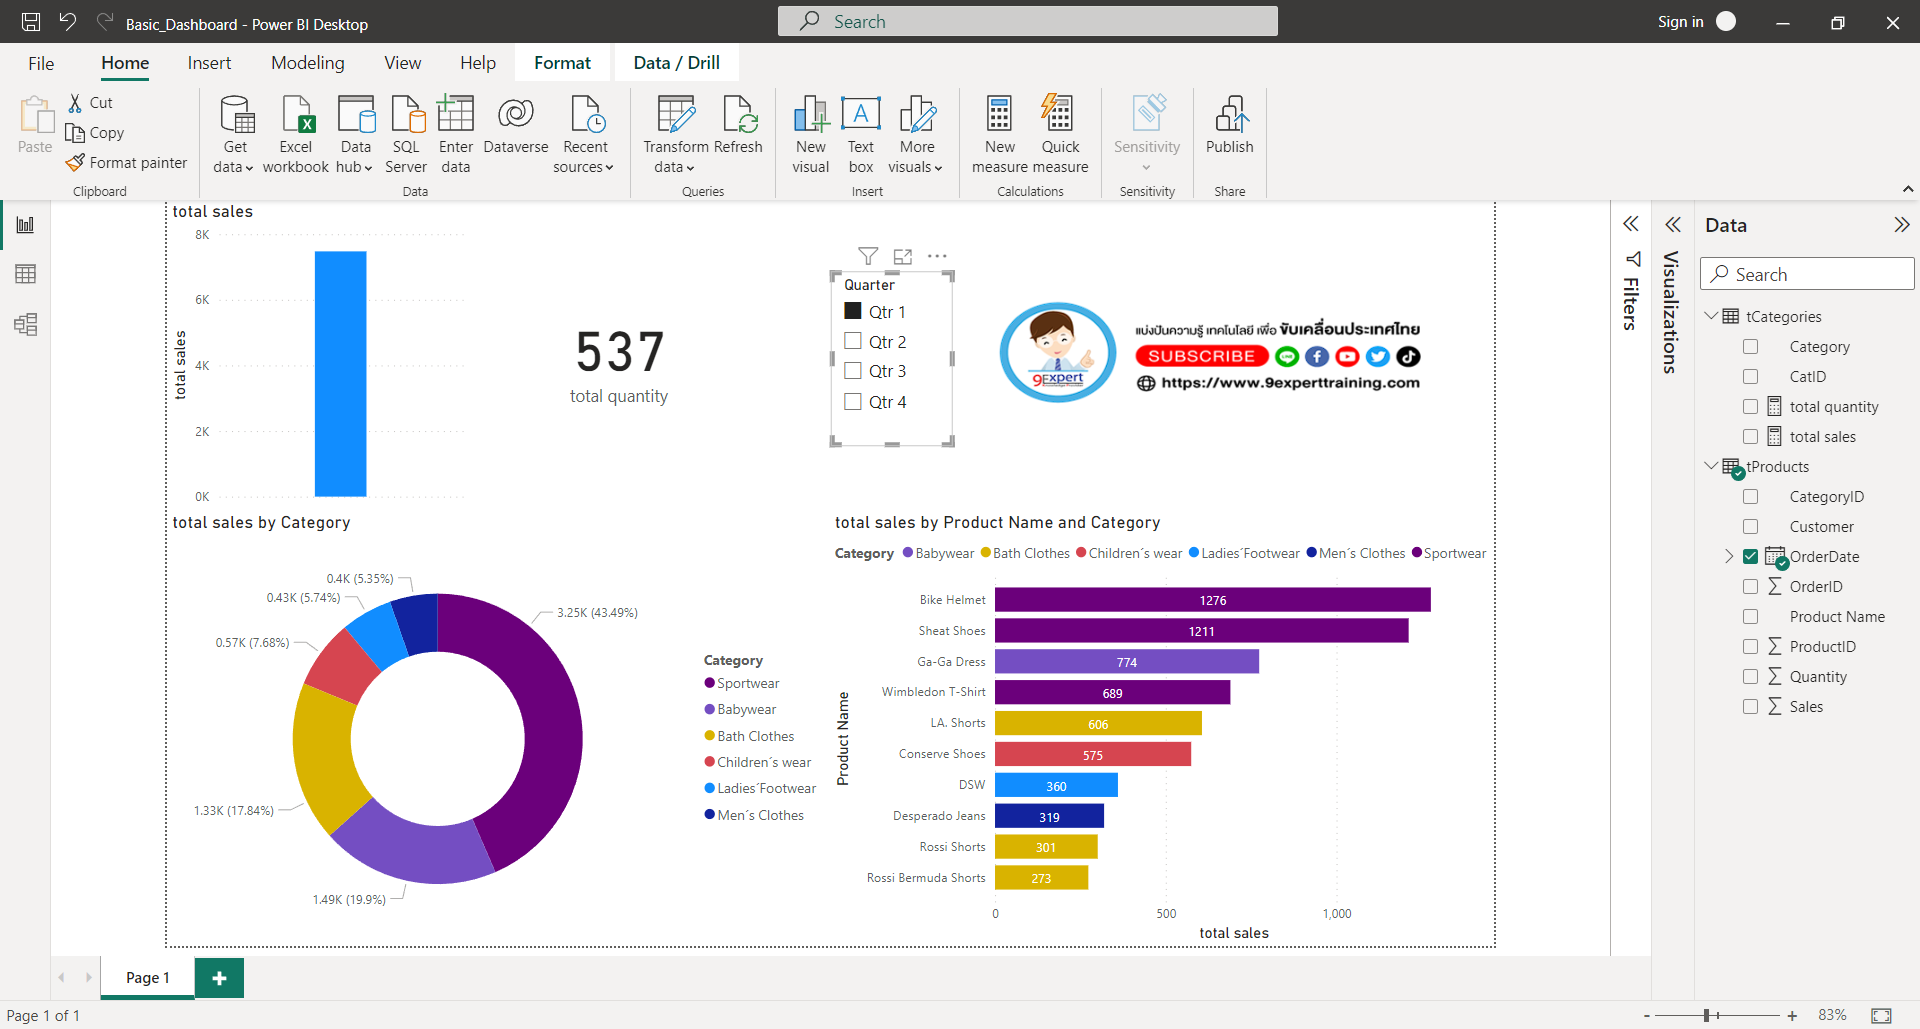 Basic_Dashboard - Power BI Desktop
Search
Sign in
File Home Insert Modeling View Help Format Data / Drill
Paste
Cut
Copy
Format painter
Clipboard
Get data
Excel workbook
Data hub
SQL Server
Enter data
Dataverse
Recent sources
Data
Transform data
Refresh
Queries
New visual
Text box
More visuals
Insert
New measure
Quick measure
Calculations
Sensitivity
Sensitivity
Publish
Share
total sales
8K
6K
4K
2K
0K
total sales
537
total quantity
Quarter
Qtr 1
Qtr 2
Qtr 3
Qtr 4
9Expert
แบ่งปันความรู้ เทคโนโลยี เพื่อ ขับเคลื่อนประเทศไทย
SUBSCRIBE
https://www.9experttraining.com
total sales by Category
0.4K (5.35%)
0.43K (5.74%)
0.57K (7.68%)
1.33K (17.84%)
1.49K (19.9%)
3.25K (43.49%)
Category
Sportwear
Babywear
Bath Clothes
Children´s wear
Ladies´Footwear
Men´s Clothes
total sales by Product Name and Category
Category Babywear Bath Clothes Children´s wear Ladies´Footwear Men´s Clothes Sportwear
Product Name
Bike Helmet 1276
Sheat Shoes 1211
Ga-Ga Dress 774
Wimbledon T-Shirt 689
LA. Shorts 606
Conserve Shoes 575
DSW 360
Desperado Jeans 319
Rossi Shorts 301
Rossi Bermuda Shorts 273
0 500 1,000
total sales
Filters
Visualizations
Data
Search
tCategories
Category
CatID
total quantity
total sales
tProducts
CategoryID
Customer
OrderDate
OrderID
Product Name
ProductID
Quantity
Sales
Page 1
Page 1 of 1
83%